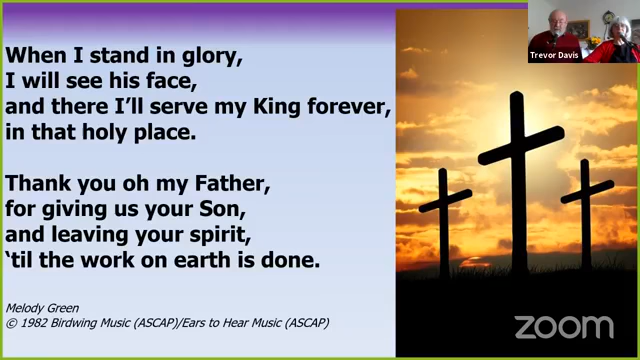 When I stand in glory,
I will see his face,
and there I’ll serve my King forever,
in that holy place.
Thank you oh my Father,
for giving us your Son,
and leaving your spirit,
‘til the work on earth is done.
Melody Green
© 1982 Birdwing Music (ASCAP)/Ears to Hear Music (ASCAP)
Trevor Davis
zoom